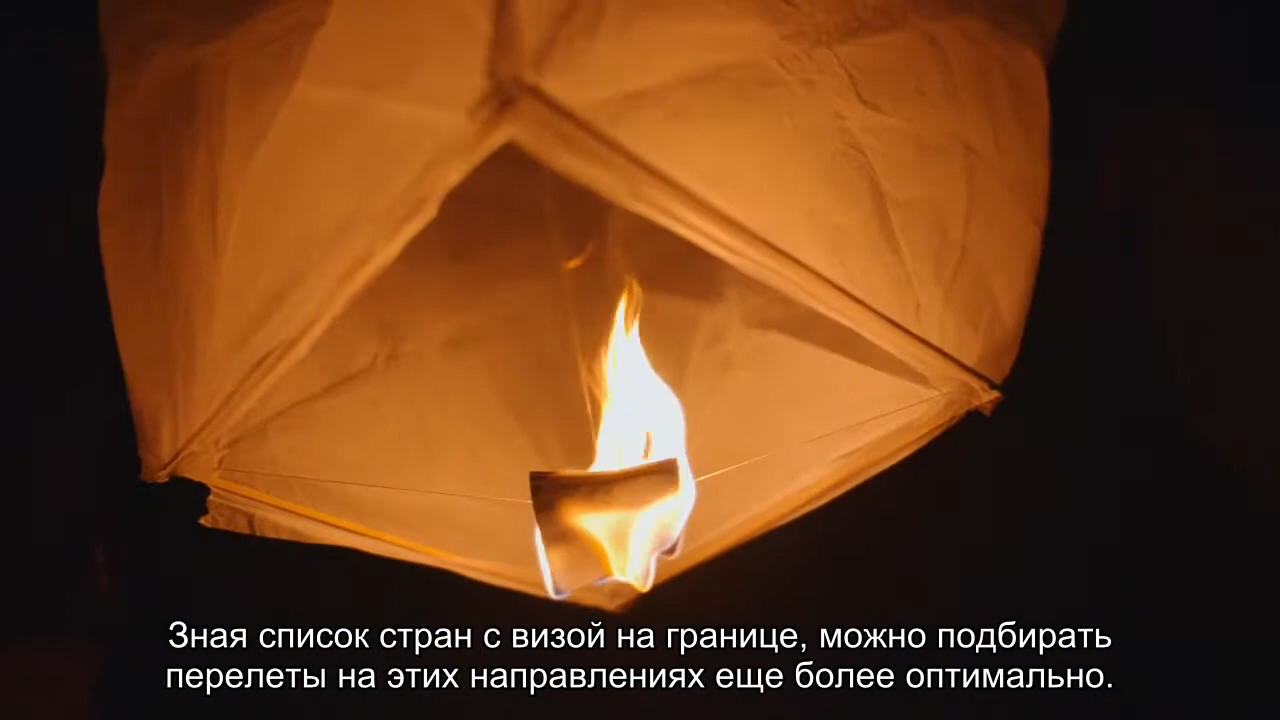 Зная список стран с визой на границе, можно подбирать
перелеты на этих направлениях еще более оптимально.